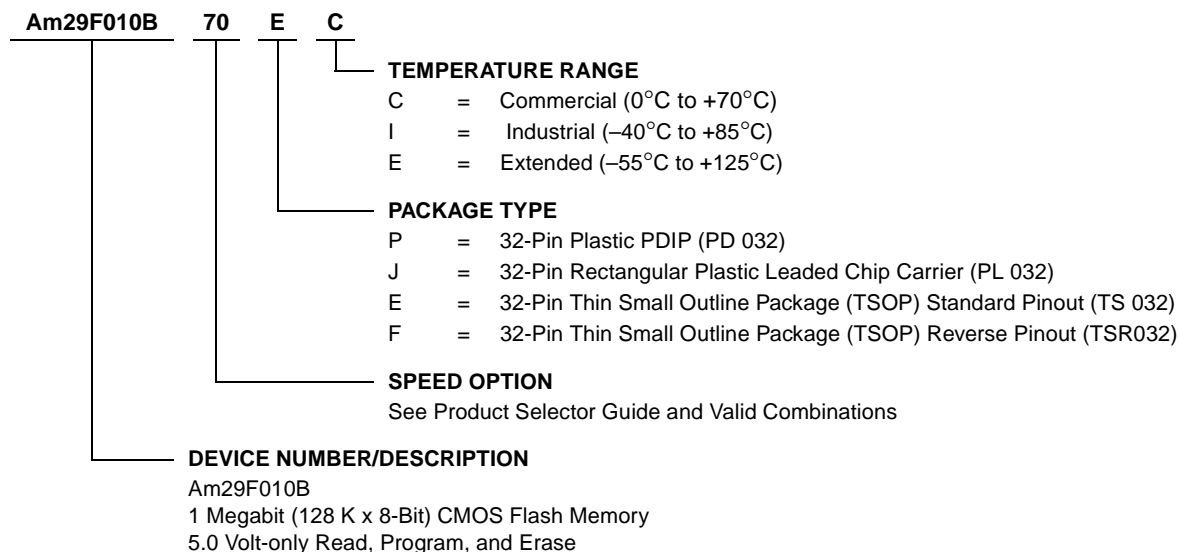 Am29F010B 70 E C
TEMPERATURE RANGE
C = Commercial (0°C to +70°C)
I = Industrial (–40°C to +85°C)
E = Extended (–55°C to +125°C)
PACKAGE TYPE
P = 32-Pin Plastic PDIP (PD 032)
J = 32-Pin Rectangular Plastic Leaded Chip Carrier (PL 032)
E = 32-Pin Thin Small Outline Package (TSOP) Standard Pinout (TS 032)
F = 32-Pin Thin Small Outline Package (TSOP) Reverse Pinout (TSR032)
SPEED OPTION
See Product Selector Guide and Valid Combinations
DEVICE NUMBER/DESCRIPTION
Am29F010B
1 Megabit (128 K x 8-Bit) CMOS Flash Memory
5.0 Volt-only Read, Program, and Erase